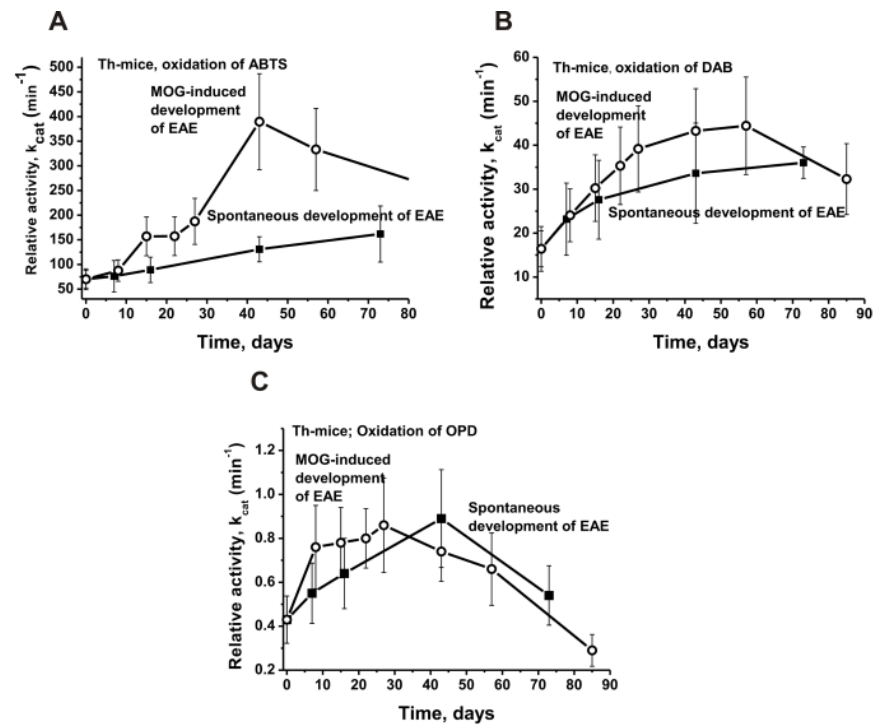 A
Th-mice, oxidation of ABTS
MOG-induced
development
of EAE
Spontaneous development of EAE
Relative activity, kcat (min⁻¹)
500
450
400
350
300
250
200
150
100
50
0 10 20 30 40 50 60 70 80
Time, days
B
Th-mice, oxidation of DAB
MOG-induced
development
of EAE
Spontaneous development of EAE
Relative activity, kcat (min⁻¹)
60
50
40
30
20
10
0 10 20 30 40 50 60 70 80 90
Time, days
C
Th-mice; Oxidation of OPD
MOG-induced
development
of EAE
Spontaneous
development of EAE
Relative activity, kcat (min⁻¹)
1.2
1.0
0.8
0.6
0.4
0.2
0 10 20 30 40 50 60 70 80 90
Time, days